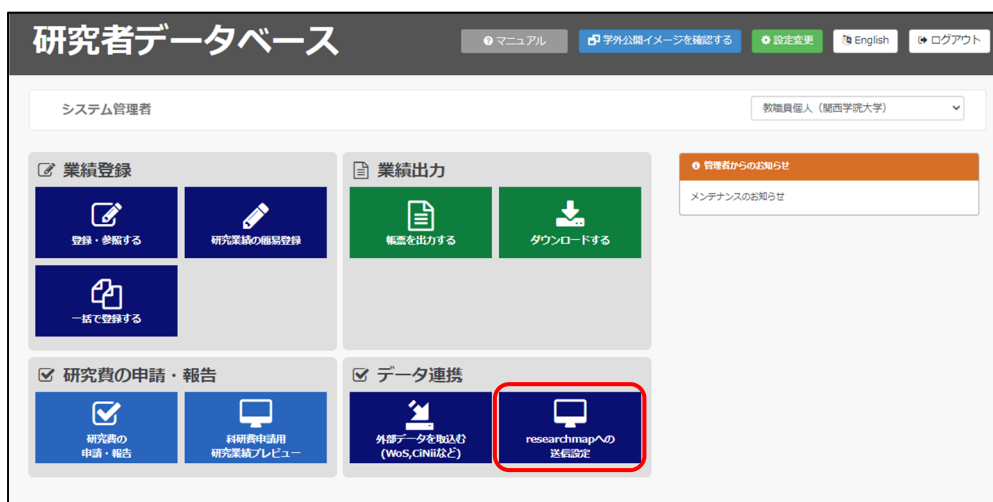 研究者データベース
マニュアル
学外公開イメージを確認する
設定変更
English
ログアウト
システム管理者
教職員個人（関西学院大学）
業績登録
登録・参照する
研究業績の簡易登録
一括で登録する
業績出力
帳票を出力する
ダウンロードする
管理者からのお知らせ
メンテナンスのお知らせ
研究費の申請・報告
研究費の
申請・報告
科研費申請用
研究業績プレビュー
データ連携
外部データを取込む
(WoS,CiNiiなど)
researchmapへの
送信設定